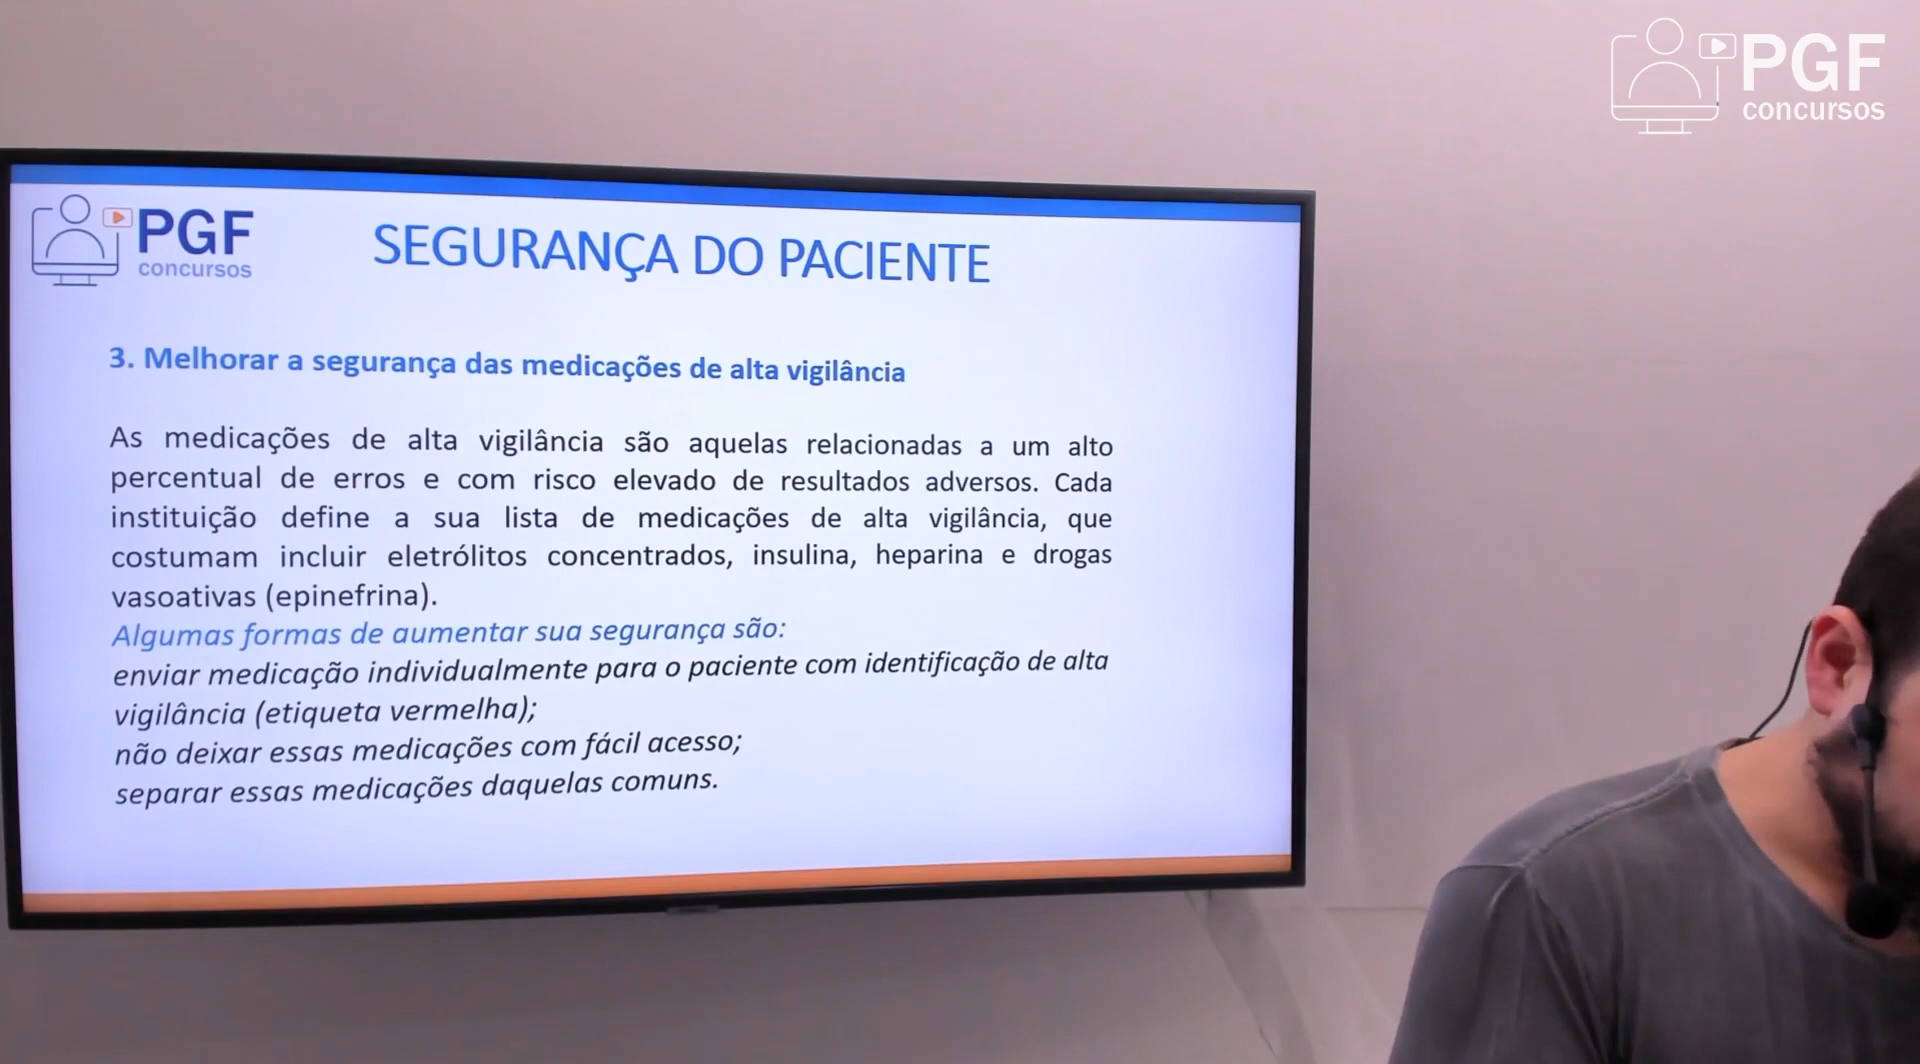 PGF
concursos
PGF
concursos
SEGURANÇA DO PACIENTE
3. Melhorar a segurança das medicações de alta vigilância
As medicações de alta vigilância são aquelas relacionadas a um alto
percentual de erros e com risco elevado de resultados adversos. Cada
instituição define a sua lista de medicações de alta vigilância, que
costumam incluir eletrólitos concentrados, insulina, heparina e drogas
vasoativas (epinefrina).
Algumas formas de aumentar sua segurança são:
enviar medicação individualmente para o paciente com identificação de alta
vigilância (etiqueta vermelha);
não deixar essas medicações com fácil acesso;
separar essas medicações daquelas comuns.